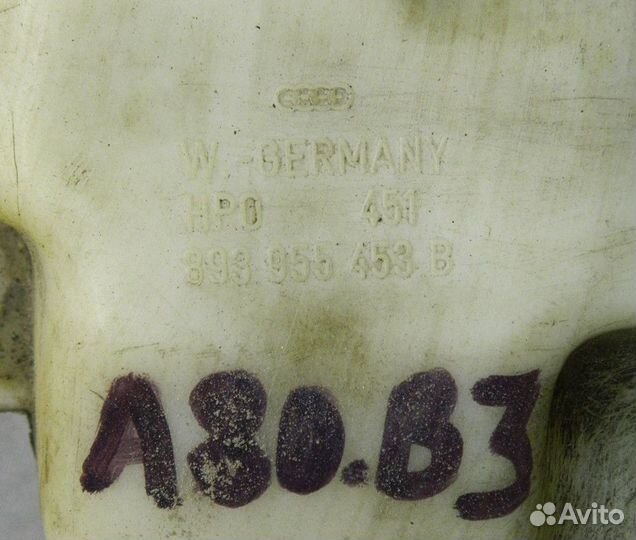 W.-GERMANY
HPO 451
893 955 453 B
A80.B3
Avito